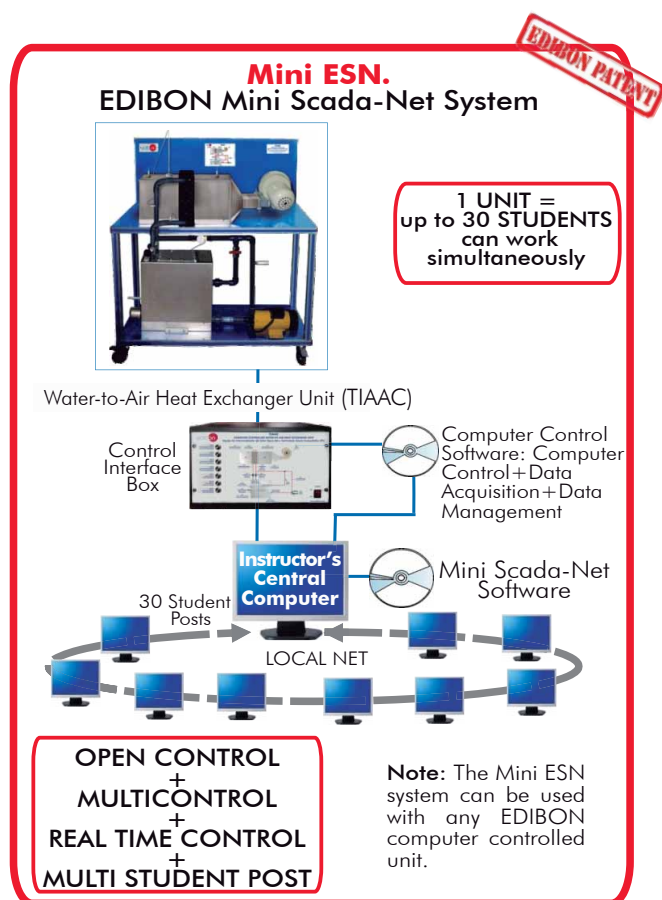 EDIBON PATENT
Mini ESN.
EDIBON Mini Scada-Net System
1 UNIT =
up to 30 STUDENTS
can work
simultaneously
Water-to-Air Heat Exchanger Unit (TIAAC)
Control
Interface
Box
Computer Control
Software: Computer
Control+Data
Acquisition+Data
Management
Instructor's
Central
Computer
Mini Scada-Net
Software
30 Student
Posts
LOCAL NET
OPEN CONTROL
+
MULTICONTROL
+
REAL TIME CONTROL
+
MULTI STUDENT POST
Note: The Mini ESN
system can be used
with any EDIBON
computer controlled
unit.